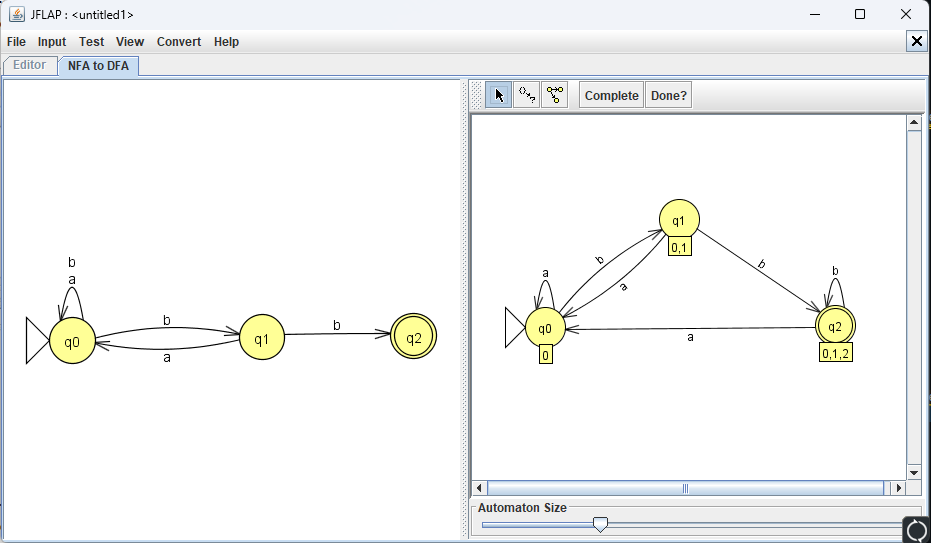 JFLAP : <untitled1>
File Input Test View Convert Help
Editor NFA to DFA
Complete Done?
b
a
q0
b
a
q1
b
q2
q1
0,1
b
a
b
a
q0
0
a
b
q2
0,1,2
Automaton Size